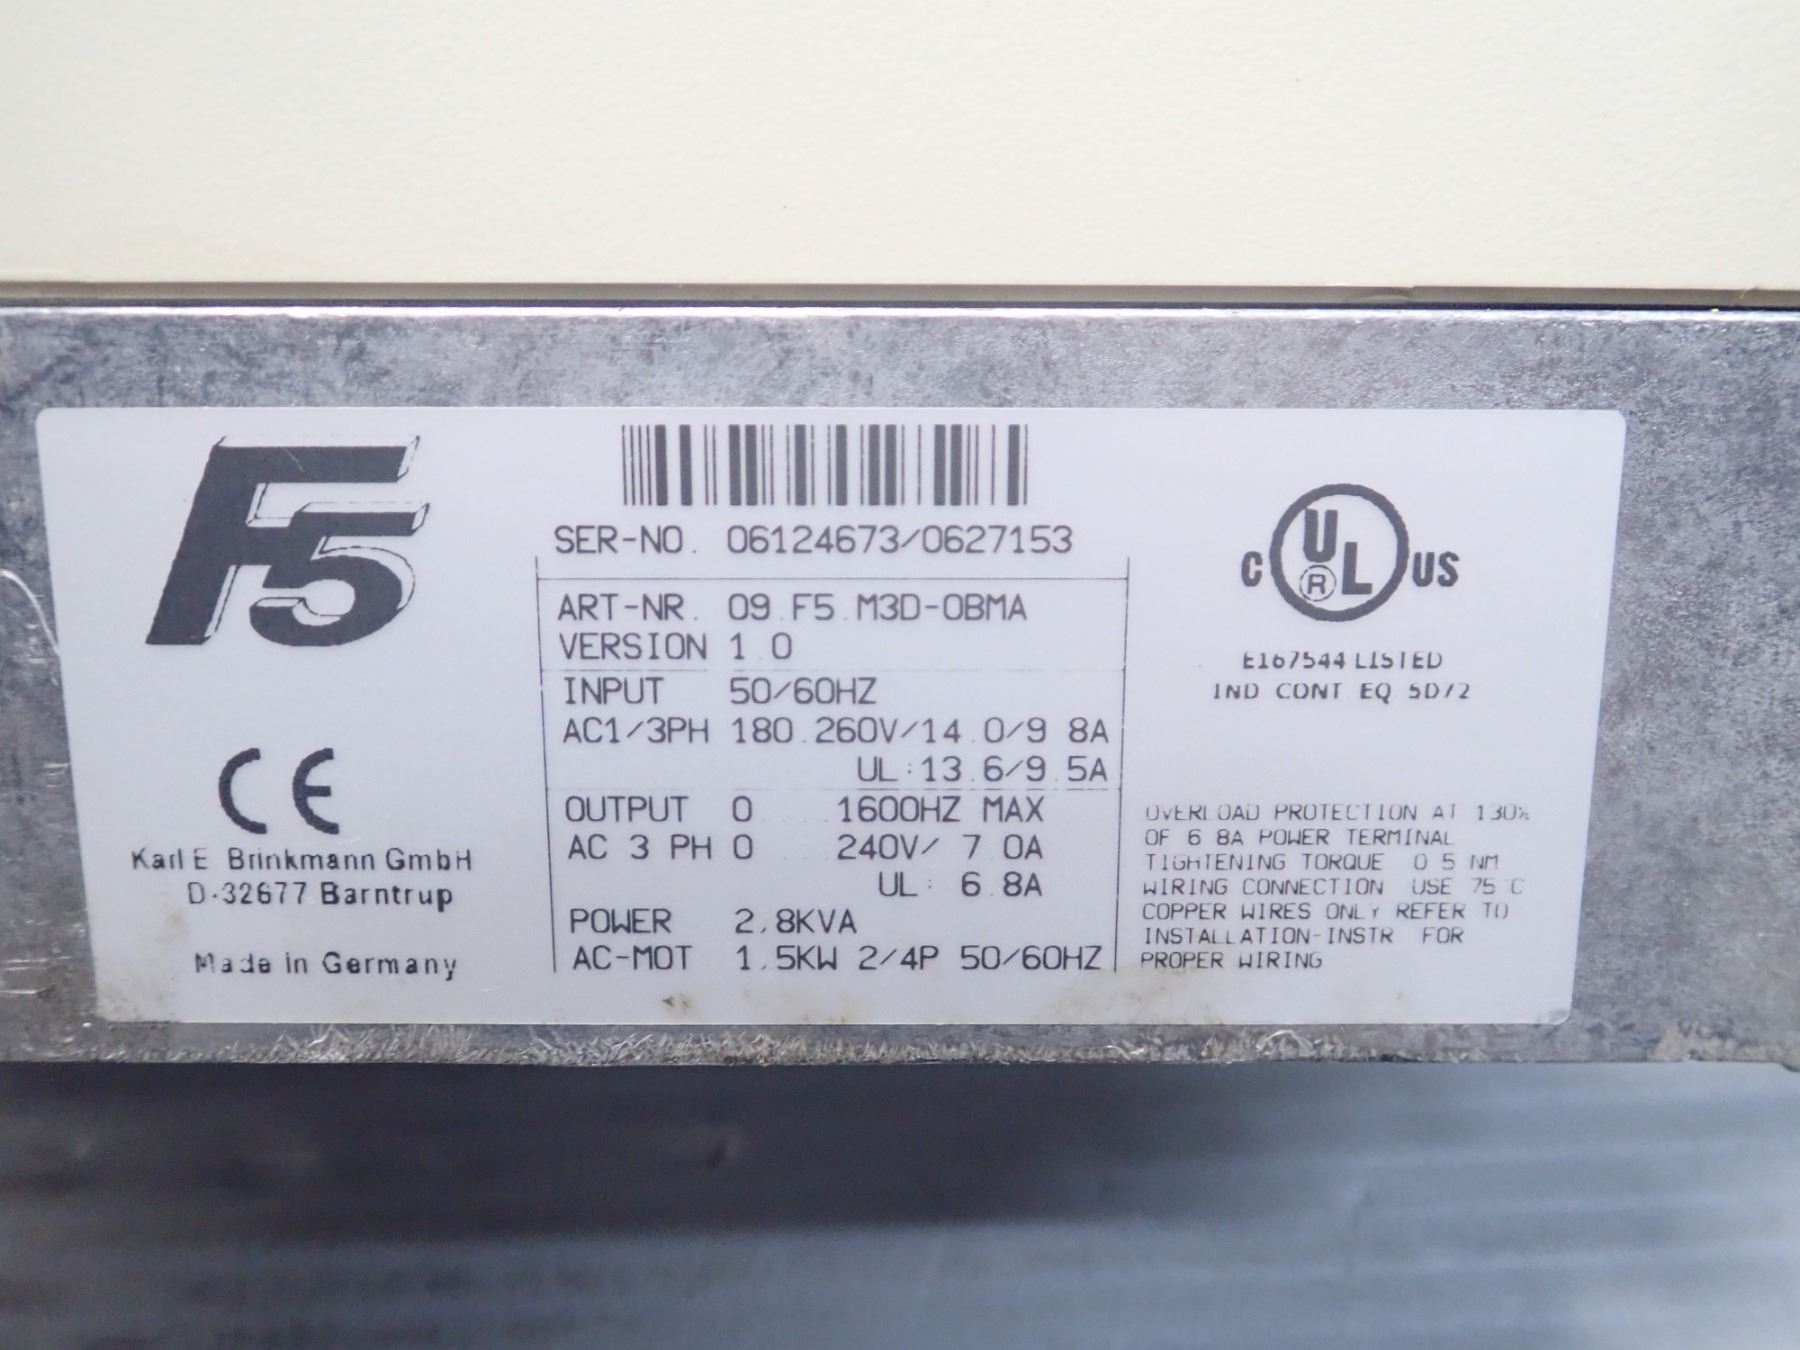 F5
CE
Karl E. Brinkmann GmbH
D-32677 Barntrup
Made in Germany
SER-NO. 06124673/0627153
ART-NR. 09.F5.M3D-0BMA
VERSION 1.0
INPUT 50/60HZ
AC1/3PH 180.260V/14.0/9.8A
UL:13.6/9.5A
OUTPUT 0....1600HZ MAX
AC 3 PH 0....240V/ 7.0A
UL: 6.8A
POWER 2,8KVA
AC-MOT 1,5KW 2/4P 50/60HZ
C UL® US
E167544 LISTED
IND CONT EQ 5D/2
OVERLOAD PROTECTION AT 130%
OF 6.8A POWER TERMINAL
TIGHTENING TORQUE 0.5 NM
WIRING CONNECTION USE 75°C
COPPER WIRES ONLY REFER TO
INSTALLATION-INSTR. FOR
PROPER WIRING